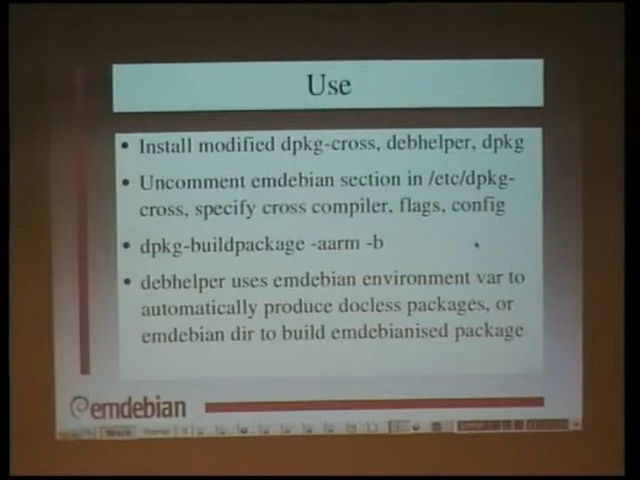 Use
• Install modified dpkg-cross, debhelper, dpkg
• Uncomment emdebian section in /etc/dpkg-
cross, specify cross compiler, flags, config
• dpkg-buildpackage -aarm -b
• debhelper uses emdebian environment var to
automatically produce docless packages, or
emdebian dir to build emdebianised package
emdebian